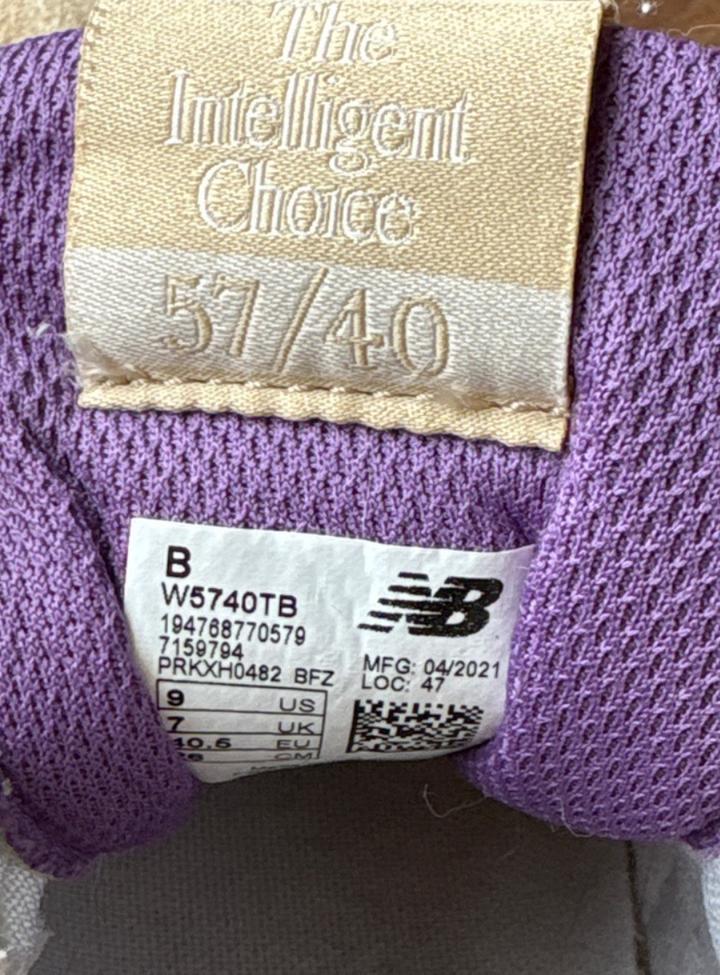 The
Intelligent
Choice
57/40
B
W5740TB
194768770579
7159794
PRKXH0482 BFZ
NB
MFG: 04/2021
LOC: 47
9 US
7 UK
40.5 EU
CM